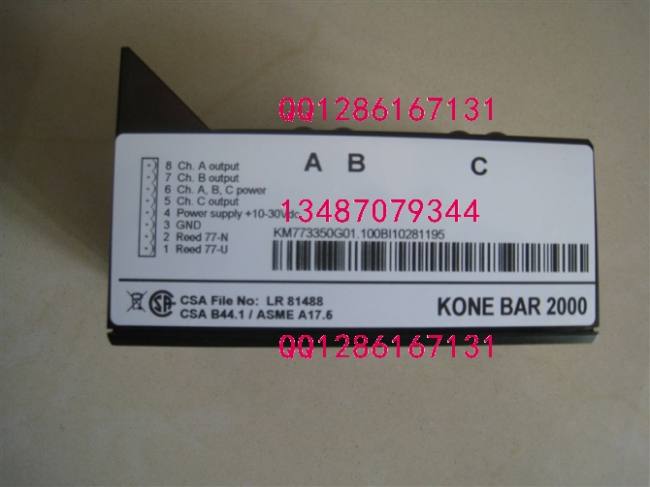 QQ1286167131
A B C
8 Ch. A output
7 Ch. B output
6 Ch. A, B, C power
5 Ch. C output
4 Power supply +10-30Vdc
3 GND
2 Reed 77-N
1 Reed 77-U
13487079344
KM773350G01.100BI10281195
CSA File No: LR 81488
CSA B44.1 / ASME A17.5
KONE BAR 2000
QQ1286167131